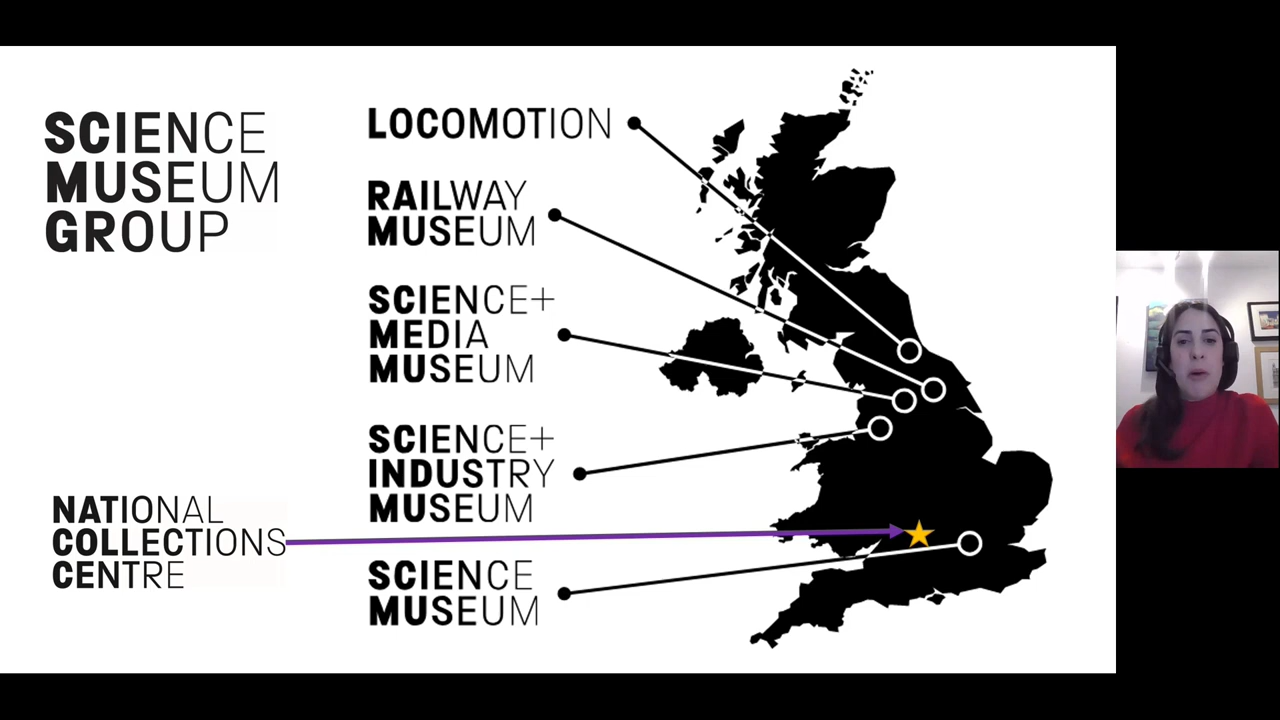 SCIENCE
MUSEUM
GROUP
LOCOMOTION
RAILWAY
MUSEUM
SCIENCE+
MEDIA
MUSEUM
SCIENCE+
INDUSTRY
MUSEUM
NATIONAL
COLLECTIONS
CENTRE
SCIENCE
MUSEUM